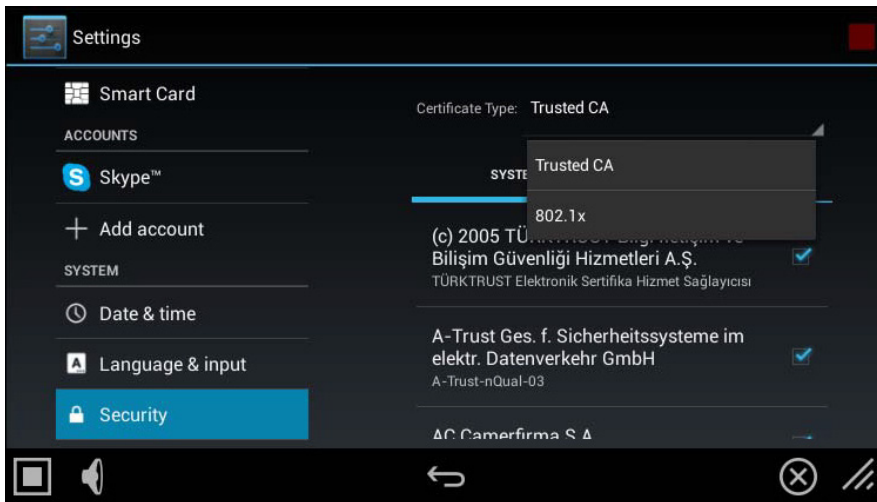 Settings
Smart Card
ACCOUNTS
Skype™
Add account
SYSTEM
Date & time
Language & input
Security
Certificate Type: Trusted CA
Trusted CA
802.1x
(c) 2005
Bilişim Güvenliği Hizmetleri A.Ş.
TÜRKTRUST Elektronik Sertifika Hizmet Sağlayıcısı
A-Trust Ges. f. Sicherheitssysteme im
elektr. Datenverkehr GmbH
A-Trust-nQual-03
AC Camerfirma S.A.